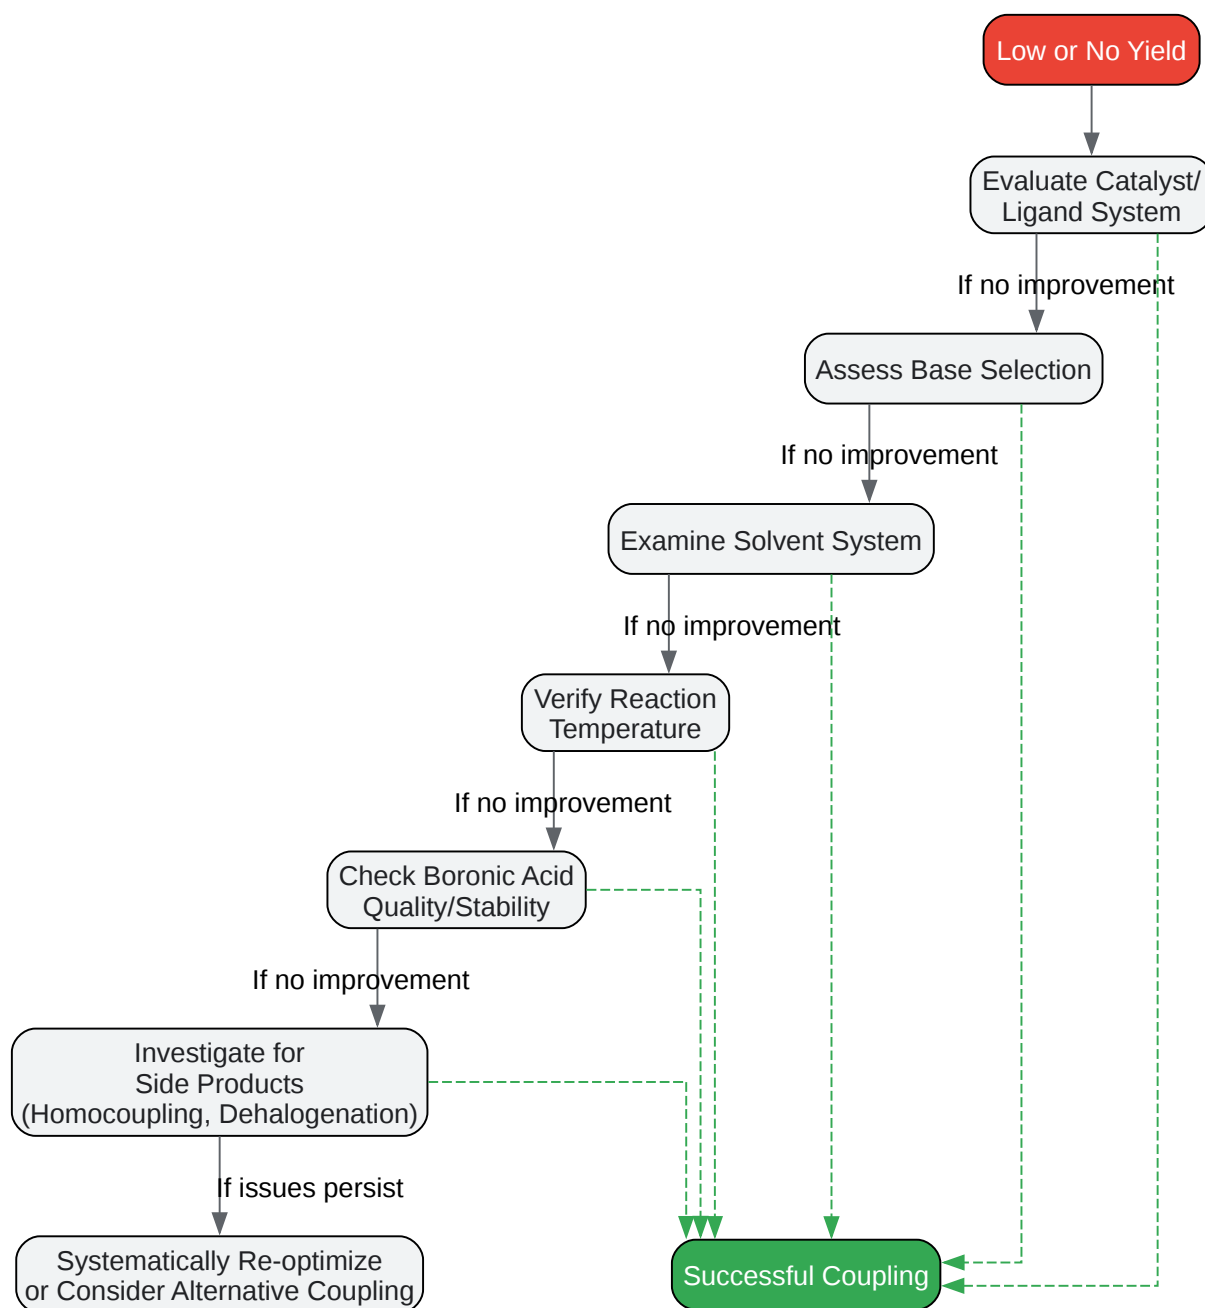 Low or No Yield
Evaluate Catalyst/
Ligand System
If no improvement
Assess Base Selection
If no improvement
Examine Solvent System
If no improvement
Verify Reaction
Temperature
If no improvement
Check Boronic Acid
Quality/Stability
If no improvement
Investigate for
Side Products
(Homocoupling, Dehalogenation)
If issues persist
Systematically Re-optimize
or Consider Alternative Coupling
Successful Coupling